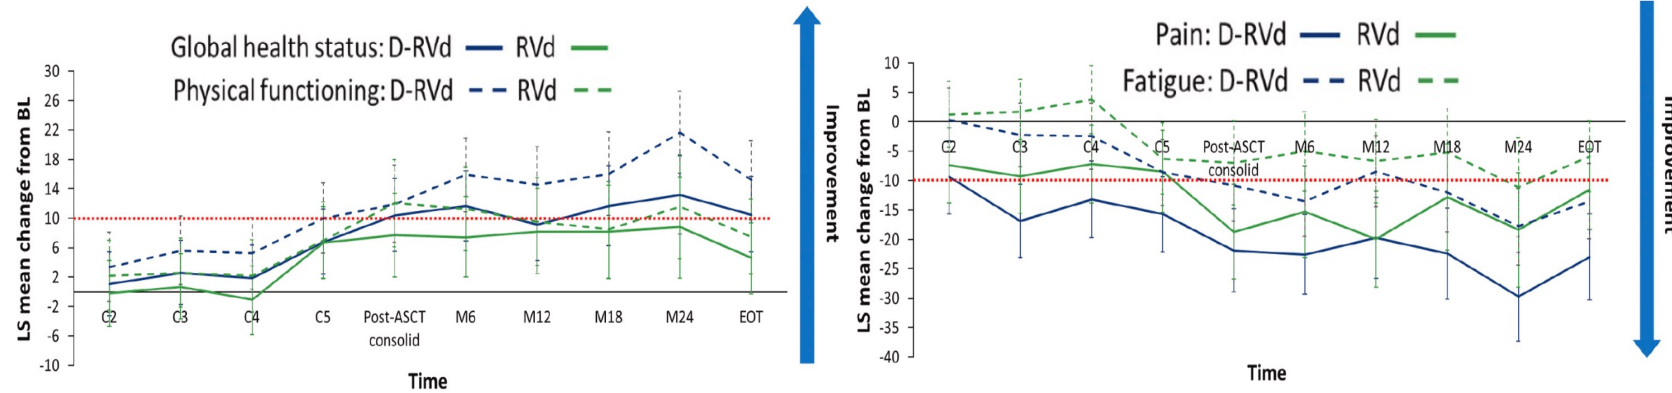 Global health status: D-RVd RVd
Physical functioning: D-RVd RVd
LS mean change from BL
30
26
22
18
14
10
6
2
-2
-6
-10
C2 C3 C4 C5 Post-ASCT consolid M6 M12 M18 M24 EOT
Time
Improvement
Pain: D-RVd RVd
Fatigue: D-RVd RVd
LS mean change from BL
10
5
0
-5
-10
-15
-20
-25
-30
-35
-40
C2 C3 C4 C5 Post-ASCT consolid M6 M12 M18 M24 EOT
Time
Improvement